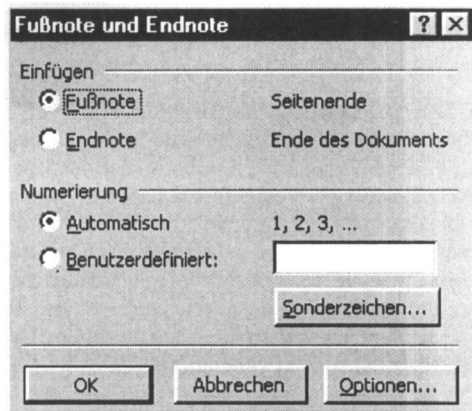 Fußnote und Endnote ? ×
Einfügen
Fußnote Seitenende
Endnote Ende des Dokuments
Numerierung
Automatisch 1, 2, 3, ...
Benutzerdefiniert:
Sonderzeichen...
OK Abbrechen Optionen...